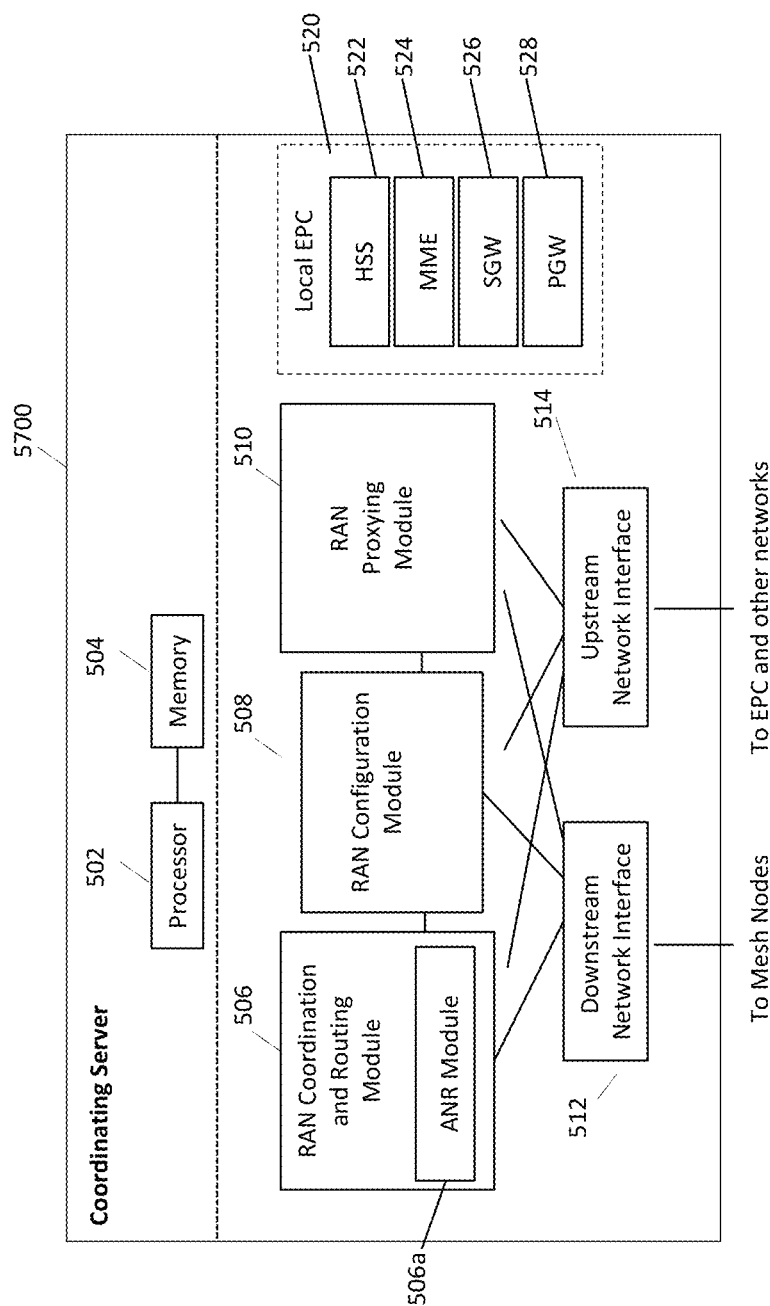 5700
Coordinating Server
502
Processor
504
Memory
506
RAN Coordination
and Routing
Module
ANR Module
506a
508
RAN Configuration
Module
510
RAN
Proxying
Module
Local EPC
HSS
MME
SGW
PGW
520
522
524
526
528
Downstream
Network Interface
512
Upstream
Network Interface
514
To Mesh Nodes
To EPC and other networks